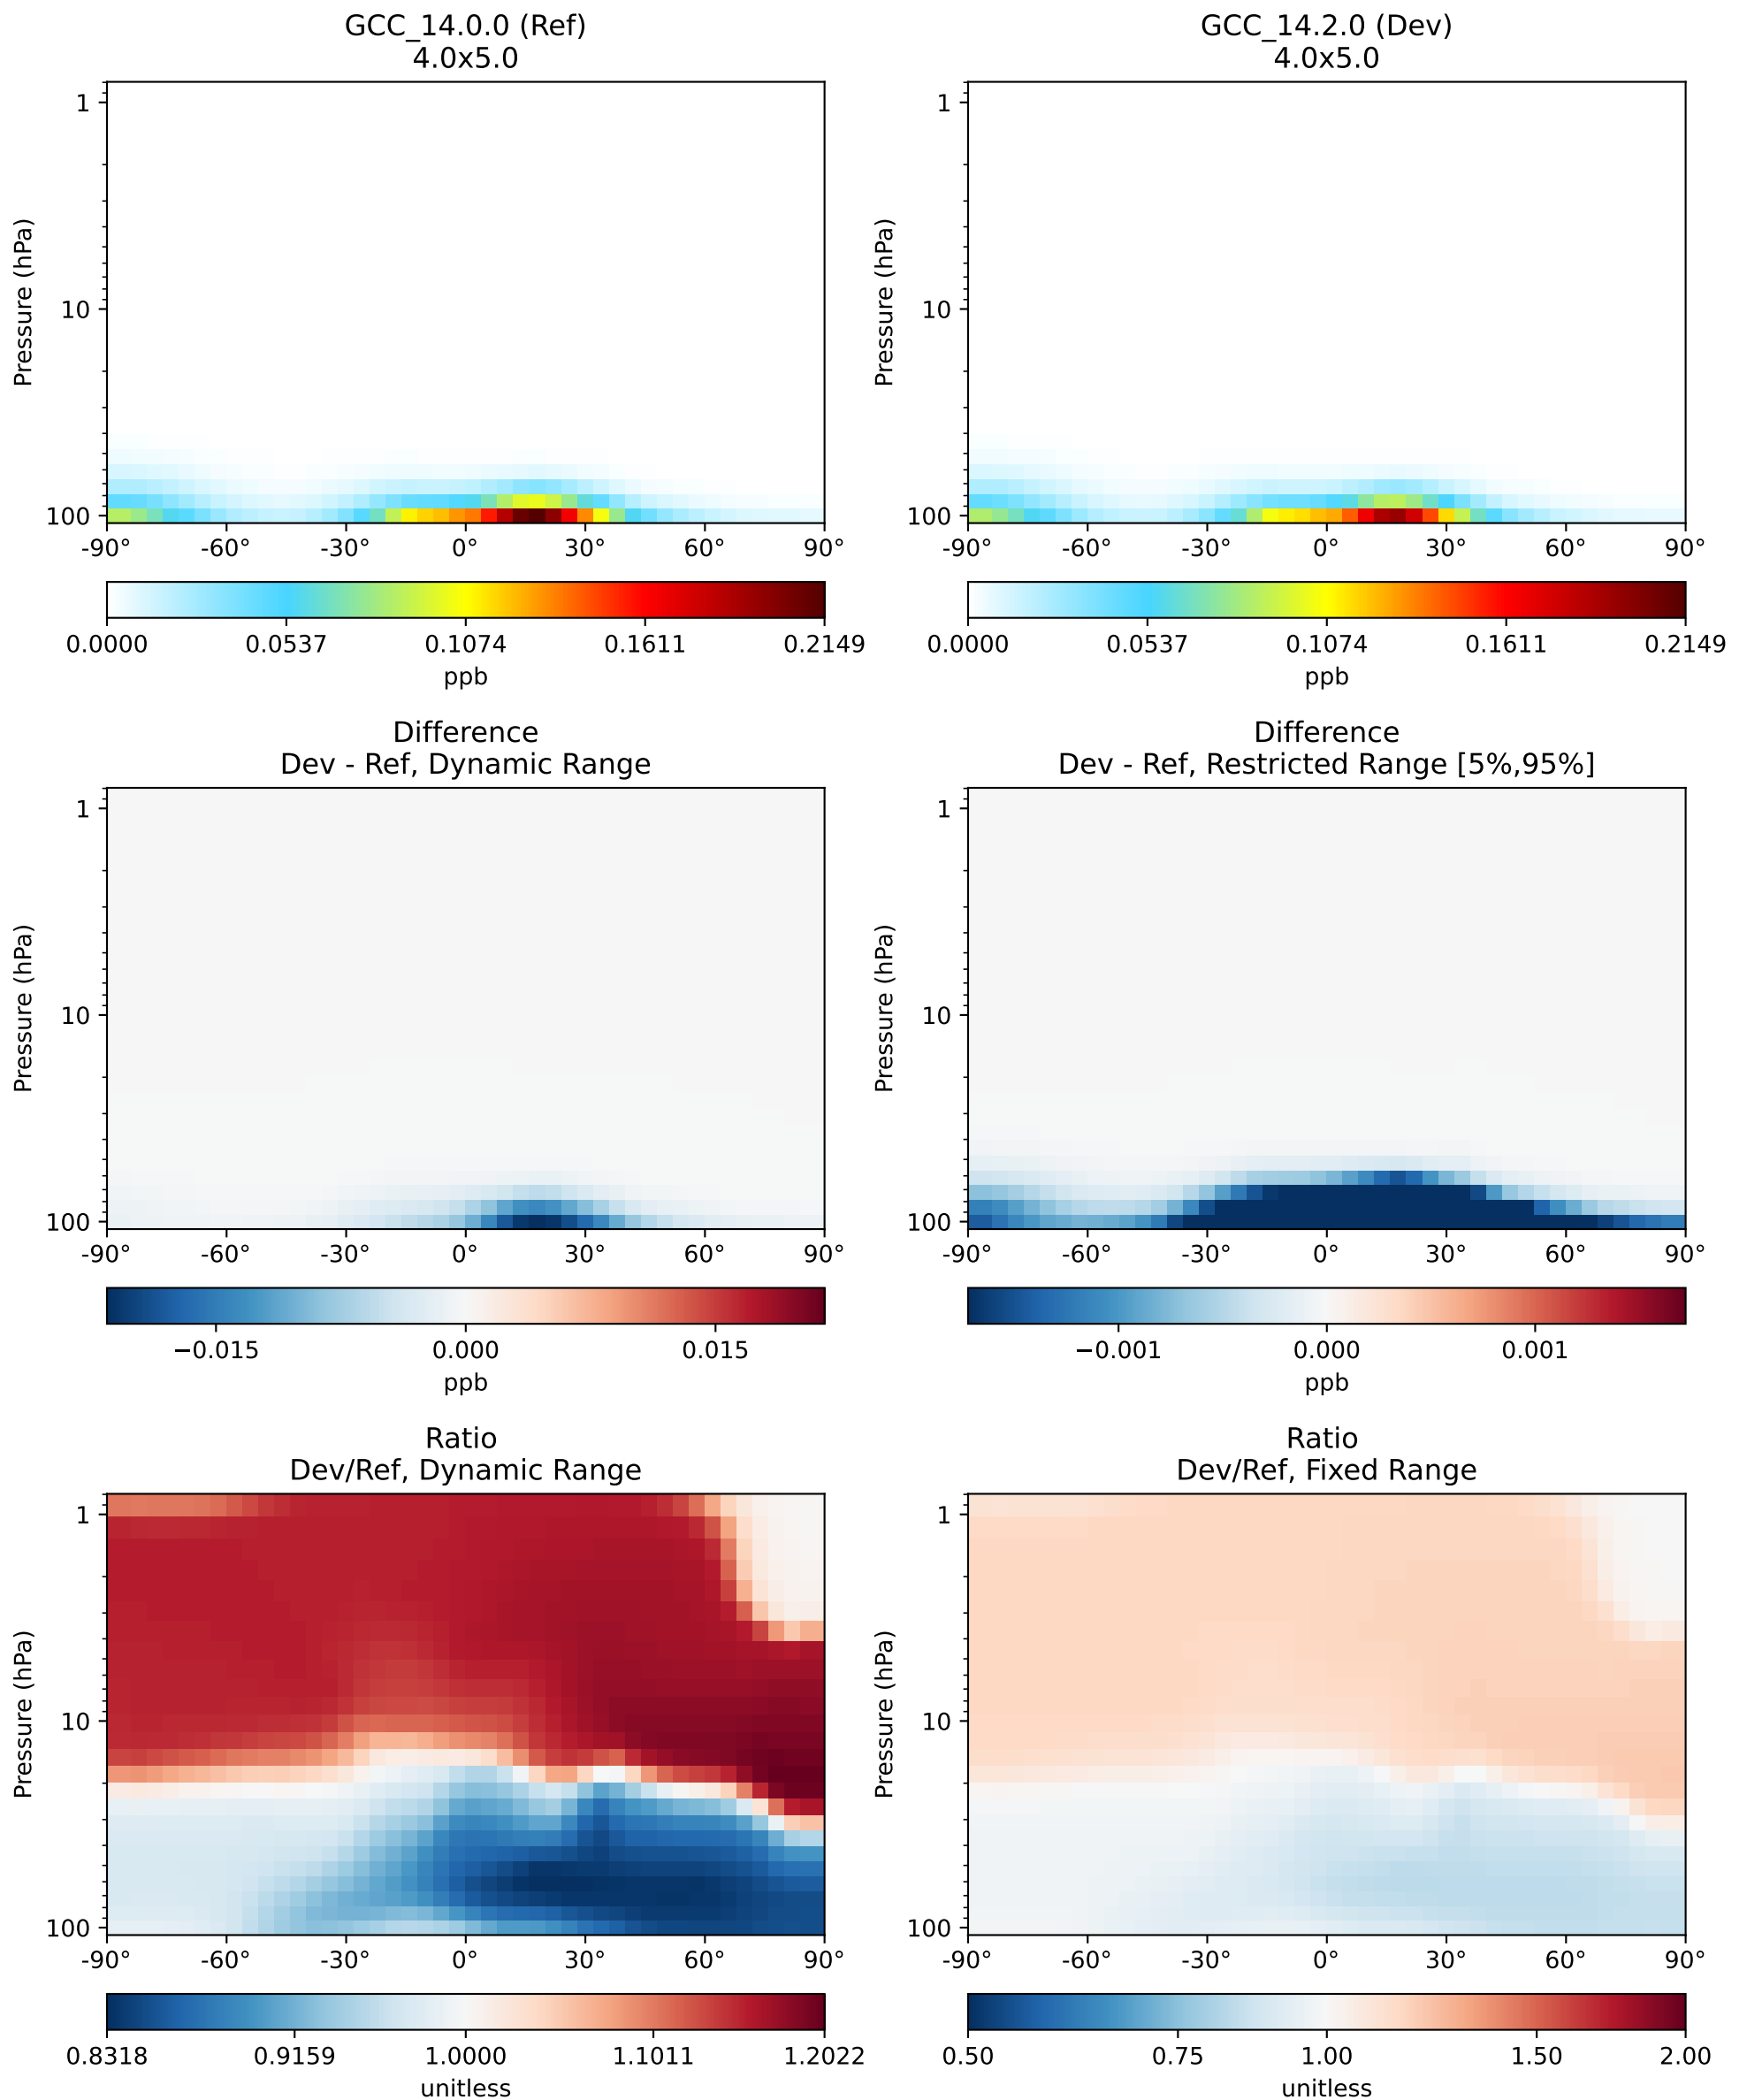 GCC_14.0.0 (Ref)
4.0x5.0
Pressure (hPa)
1
10
100
-90° -60° -30° 0° 30° 60° 90°
0.0000 0.0537 0.1074 0.1611 0.2149
ppb
GCC_14.2.0 (Dev)
4.0x5.0
Pressure (hPa)
1
10
100
-90° -60° -30° 0° 30° 60° 90°
0.0000 0.0537 0.1074 0.1611 0.2149
ppb
Difference
Dev - Ref, Dynamic Range
Pressure (hPa)
1
10
100
-90° -60° -30° 0° 30° 60° 90°
−0.015 0.000 0.015
ppb
Difference
Dev - Ref, Restricted Range [5%,95%]
Pressure (hPa)
1
10
100
-90° -60° -30° 0° 30° 60° 90°
−0.001 0.000 0.001
ppb
Ratio
Dev/Ref, Dynamic Range
Pressure (hPa)
1
10
100
-90° -60° -30° 0° 30° 60° 90°
0.8318 0.9159 1.0000 1.1011 1.2022
unitless
Ratio
Dev/Ref, Fixed Range
Pressure (hPa)
1
10
100
-90° -60° -30° 0° 30° 60° 90°
0.50 0.75 1.00 1.50 2.00
unitless